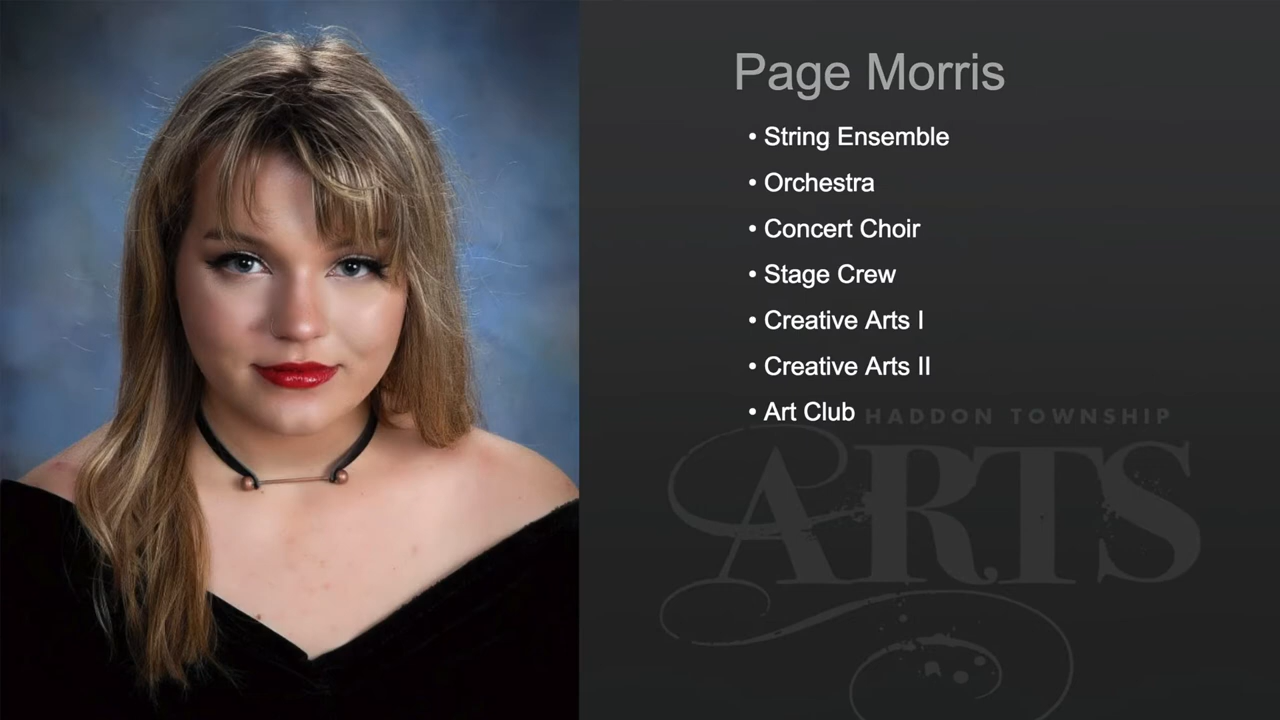 Page Morris
• String Ensemble
• Orchestra
• Concert Choir
• Stage Crew
• Creative Arts I
• Creative Arts II
• Art Club
HADDON TOWNSHIP
ARTS